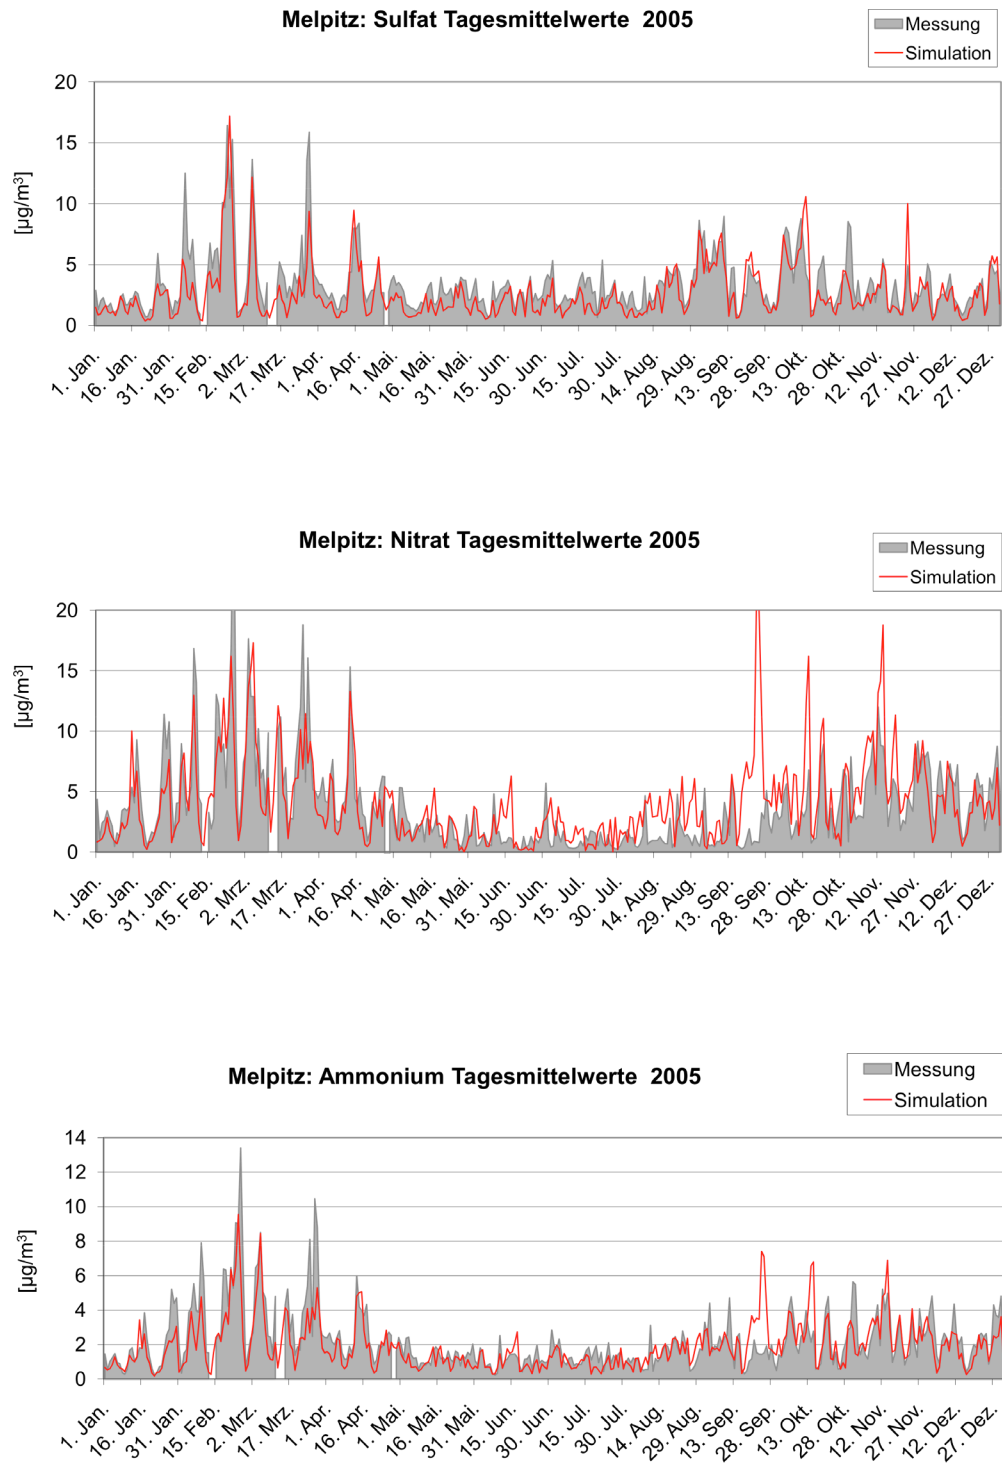 Melpitz: Sulfat Tagesmittelwerte 2005
Messung
Simulation
[µg/m³]
20
15
10
5
0
1. Jan.
16. Jan.
31. Jan.
15. Feb.
2. Mrz.
17. Mrz.
1. Apr.
16. Apr.
1. Mai.
16. Mai.
31. Mai.
15. Jun.
30. Jun.
15. Jul.
30. Jul.
14. Aug.
29. Aug.
13. Sep.
28. Sep.
13. Okt.
28. Okt.
12. Nov.
27. Nov.
12. Dez.
27. Dez.
Melpitz: Nitrat Tagesmittelwerte 2005
Messung
Simulation
[µg/m³]
20
15
10
5
0
1. Jan.
16. Jan.
31. Jan.
15. Feb.
2. Mrz.
17. Mrz.
1. Apr.
16. Apr.
1. Mai.
16. Mai.
31. Mai.
15. Jun.
30. Jun.
15. Jul.
30. Jul.
14. Aug.
29. Aug.
13. Sep.
28. Sep.
13. Okt.
28. Okt.
12. Nov.
27. Nov.
12. Dez.
27. Dez.
Melpitz: Ammonium Tagesmittelwerte 2005
Messung
Simulation
[µg/m³]
14
12
10
8
6
4
2
0
1. Jan.
16. Jan.
31. Jan.
15. Feb.
2. Mrz.
17. Mrz.
1. Apr.
16. Apr.
1. Mai.
16. Mai.
31. Mai.
15. Jun.
30. Jun.
15. Jul.
30. Jul.
14. Aug.
29. Aug.
13. Sep.
28. Sep.
13. Okt.
28. Okt.
12. Nov.
27. Nov.
12. Dez.
27. Dez.